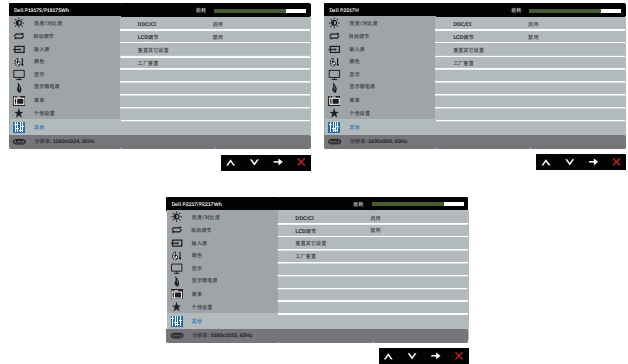 Dell P1917S/P1917SWh 能耗
亮度/对比度 DDC/CI 启用
自动调节 LCD调节 禁用
输入源 重置其它设置
颜色 工厂重置
显示
显示器电源
菜单
个性设置
其他
分辨率: 1280x1024, 60Hz
Dell P2017H 能耗
亮度/对比度 DDC/CI 启用
自动调节 LCD调节 禁用
输入源 重置其它设置
颜色 工厂重置
显示
显示器电源
菜单
个性设置
其他
分辨率: 1600x900, 60Hz
Dell P2217/P2217Wh 能耗
亮度/对比度 DDC/CI 启用
自动调节 LCD调节 禁用
输入源 重置其它设置
颜色 工厂重置
显示
显示器电源
菜单
个性设置
其他
分辨率: 1680x1050, 60Hz